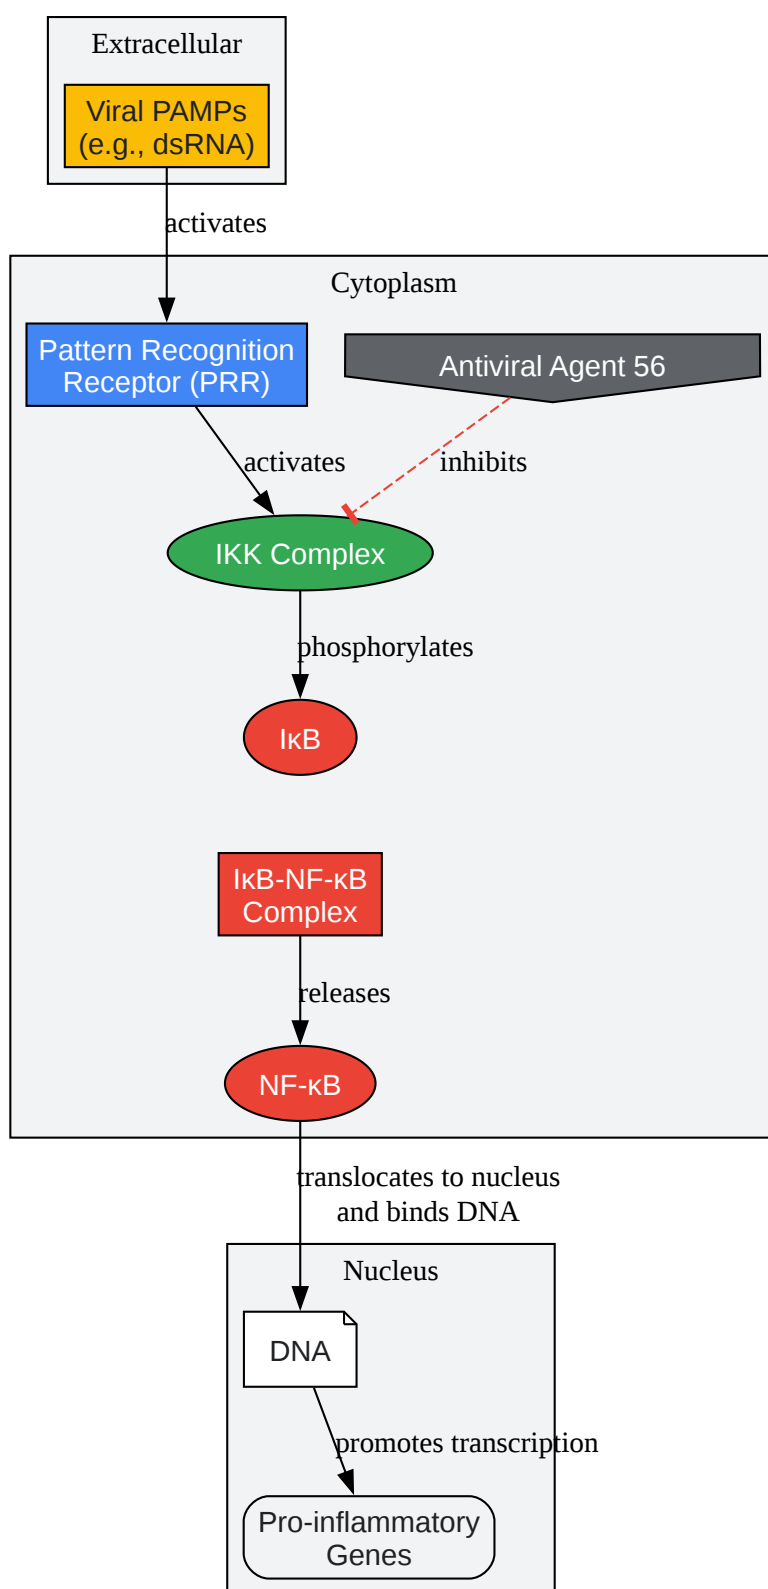 Extracellular
Viral PAMPs
(e.g., dsRNA)
activates
Cytoplasm
Pattern Recognition
Receptor (PRR)
Antiviral Agent 56
activates
inhibits
IKK Complex
phosphorylates
IκB
IκB-NF-κB
Complex
releases
NF-κB
translocates to nucleus
and binds DNA
Nucleus
DNA
promotes transcription
Pro-inflammatory
Genes